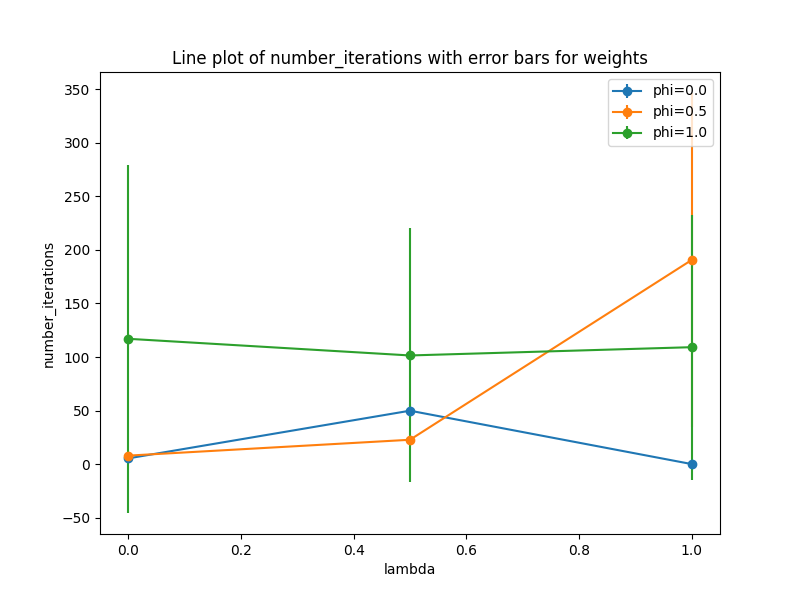 Line plot of number_iterations with error bars for weights
phi=0.0
phi=0.5
phi=1.0
350
300
250
200
150
100
50
0
−50
number_iterations
0.0 0.2 0.4 0.6 0.8 1.0
lambda